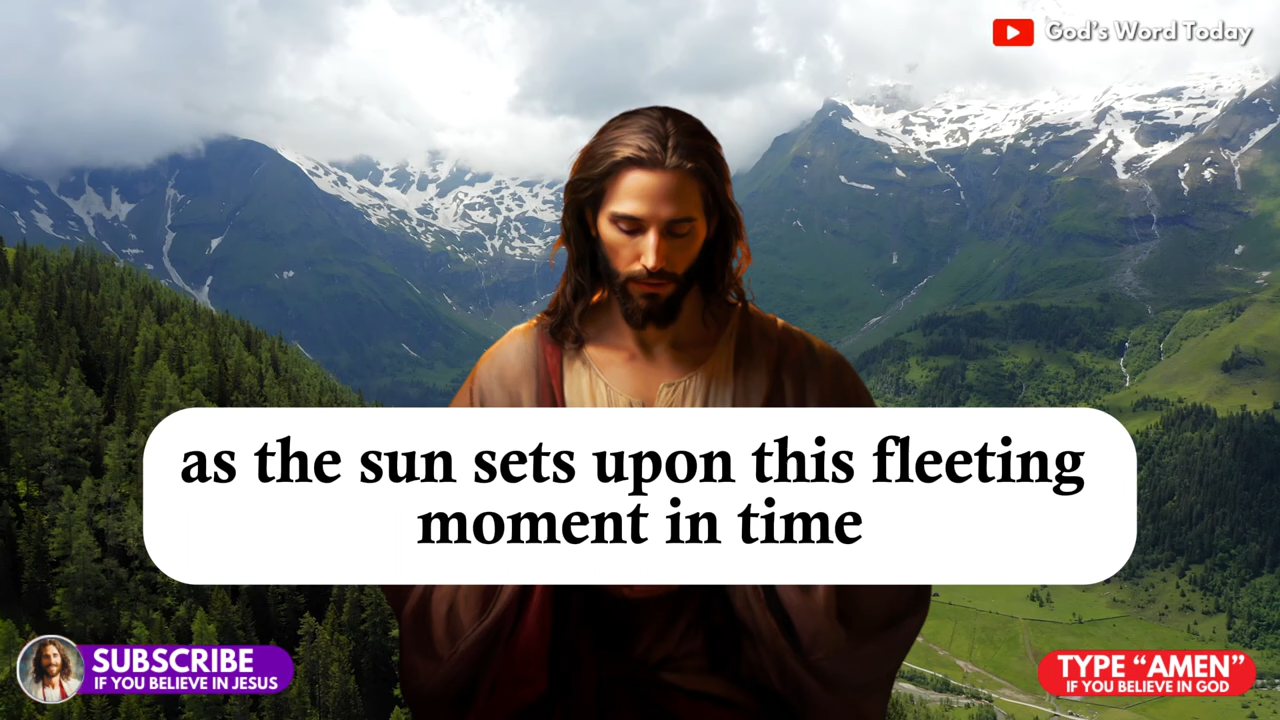 God's Word Today
as the sun sets upon this fleeting
moment in time
SUBSCRIBE
IF YOU BELIEVE IN JESUS
TYPE “AMEN”
IF YOU BELIEVE IN GOD